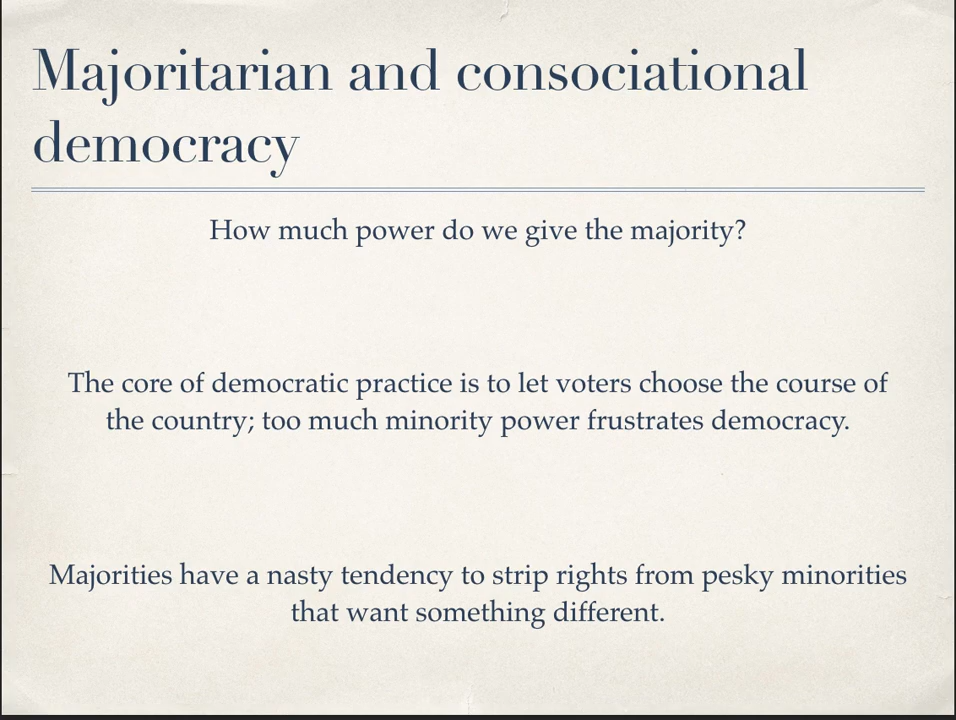 Majoritarian and consociational
democracy
How much power do we give the majority?
The core of democratic practice is to let voters choose the course of
the country; too much minority power frustrates democracy.
Majorities have a nasty tendency to strip rights from pesky minorities
that want something different.